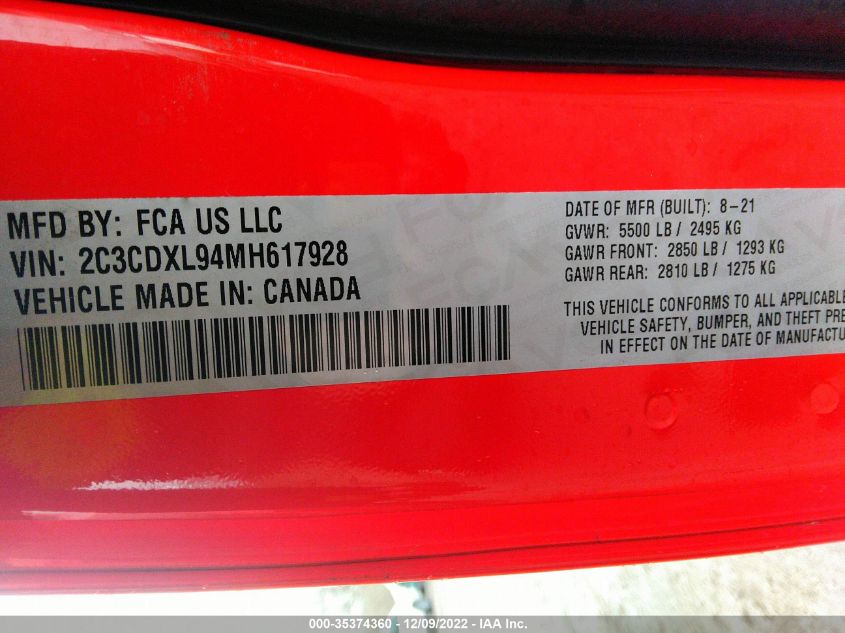 MFD BY: FCA US LLC
VIN: 2C3CDXL94MH617928
VEHICLE MADE IN: CANADA
DATE OF MFR (BUILT): 8-21
GVWR: 5500 LB / 2495 KG
GAWR FRONT: 2850 LB / 1293 KG
GAWR REAR: 2810 LB / 1275 KG
THIS VEHICLE CONFORMS TO ALL APPLICABLE
VEHICLE SAFETY, BUMPER, AND THEFT PRE
IN EFFECT ON THE DATE OF MANUFACTU
000-35374360 - 12/09/2022 - IAA Inc.